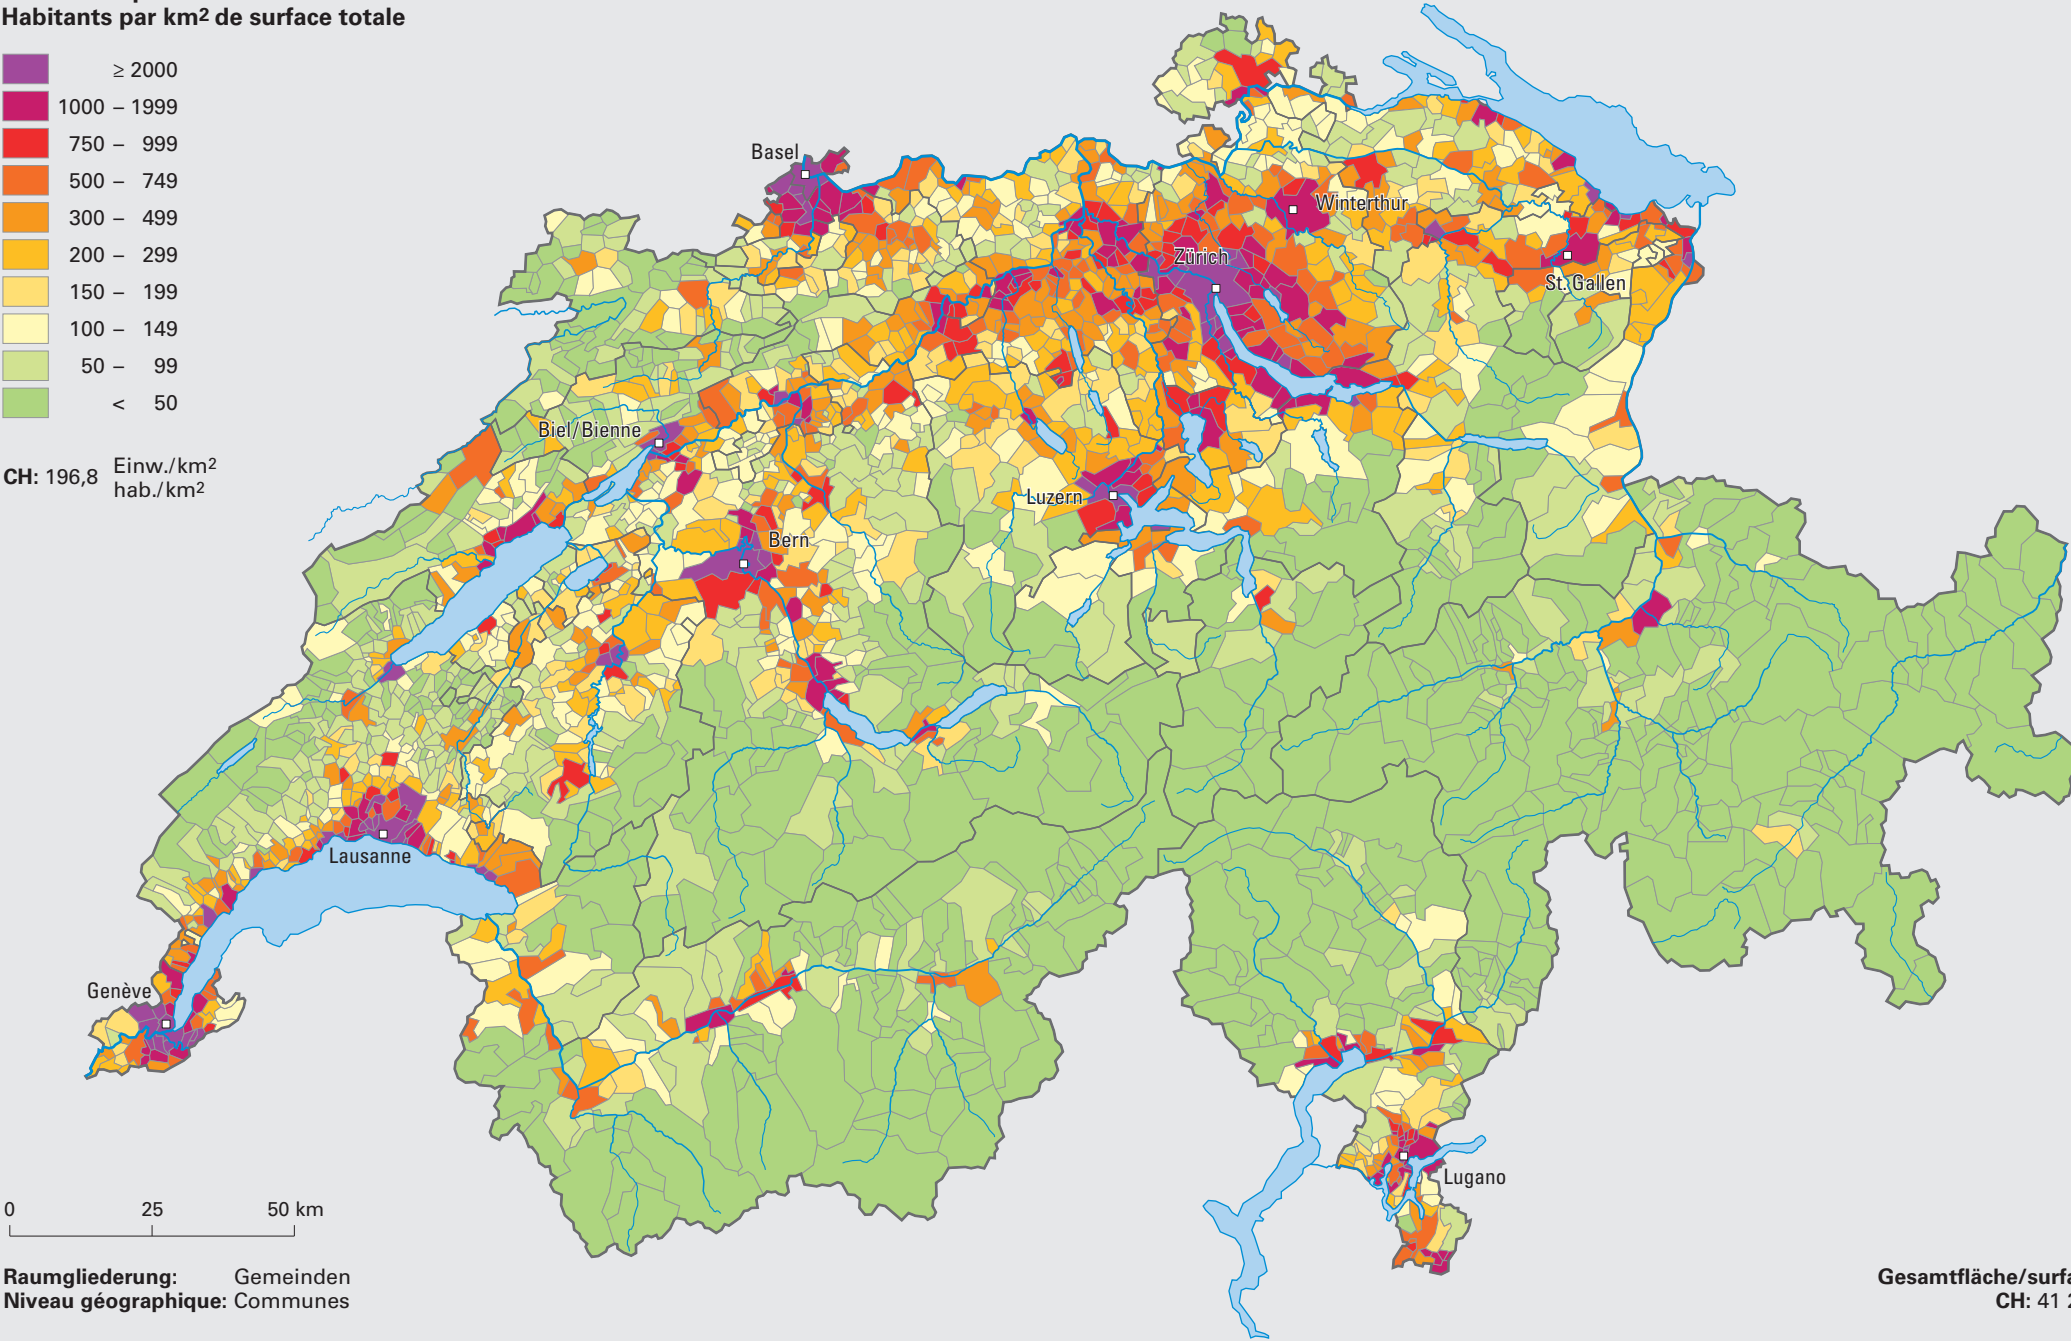 Habitants par km² de surface totale
≥ 2000
1000 – 1999
750 – 999
500 – 749
300 – 499
200 – 299
150 – 199
100 – 149
50 – 99
< 50
CH: 196,8 Einw./km²
hab./km²
Basel
Winterthur
Zürich
St. Gallen
Biel/Bienne
Luzern
Bern
Lausanne
Genève
Lugano
0 25 50 km
Raumgliederung: Gemeinden
Niveau géographique: Communes
CH: 41